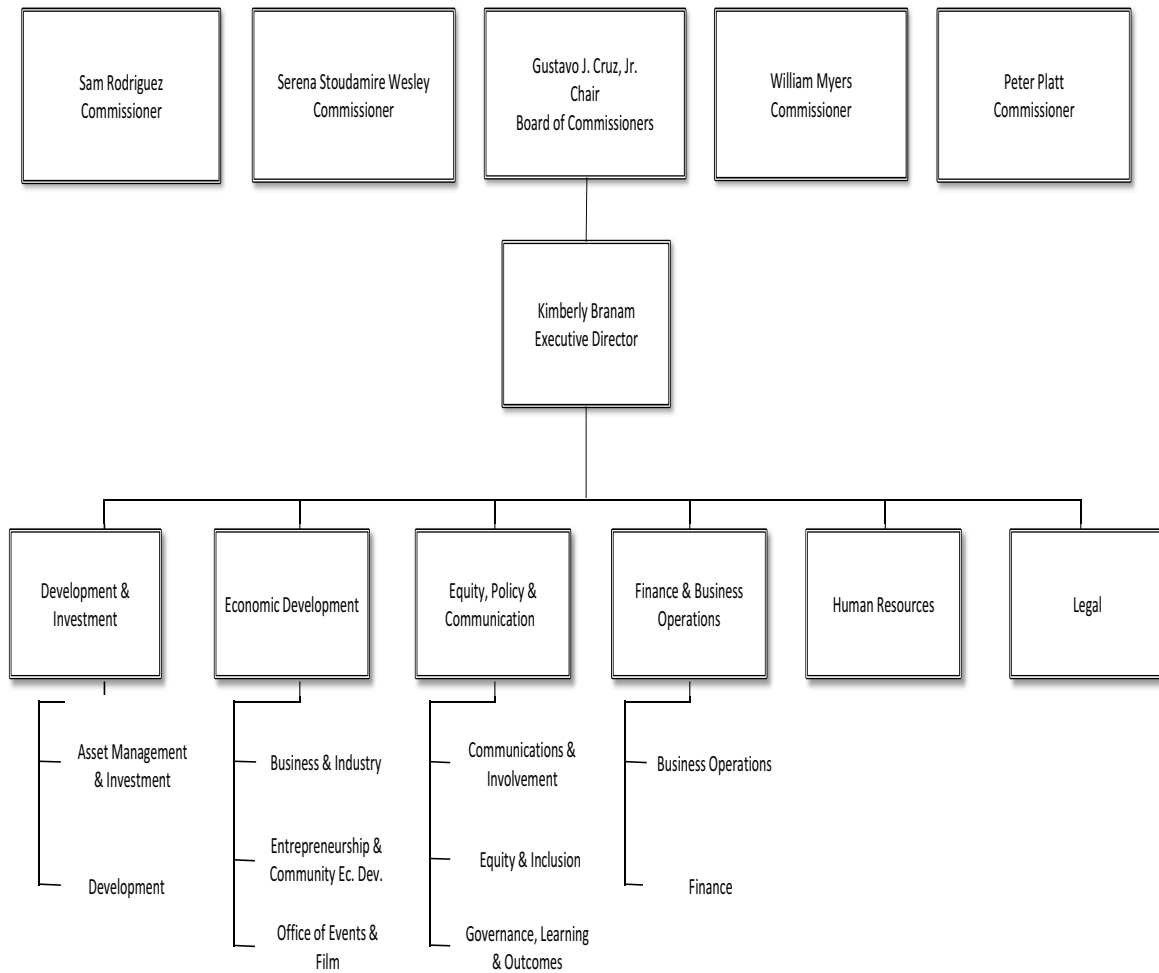 Sam Rodriguez
Commissioner
Serena Stoudamire Wesley
Commissioner
Gustavo J. Cruz, Jr.
Chair
Board of Commissioners
William Myers
Commissioner
Peter Platt
Commissioner
Kimberly Branam
Executive Director
Development &
Investment
Economic Development
Equity, Policy &
Communication
Finance & Business
Operations
Human Resources
Legal
Asset Management
& Investment
Development
Business & Industry
Entrepreneurship &
Community Ec. Dev.
Office of Events &
Film
Communications &
Involvement
Equity & Inclusion
Governance, Learning
& Outcomes
Business Operations
Finance